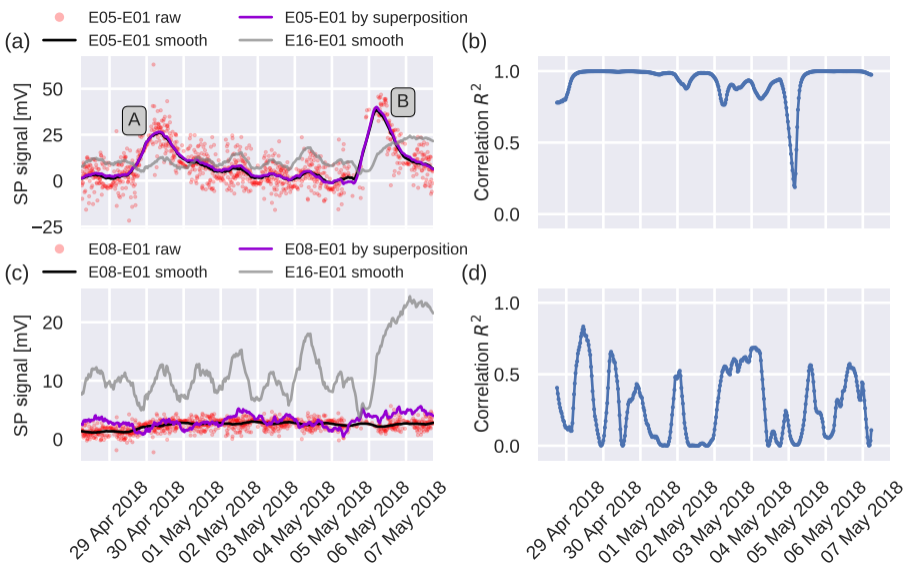 E05-E01 raw E05-E01 by superposition
E05-E01 smooth E16-E01 smooth
(a) (b)
SP signal [mV]
50
25
0
−25
A
B
Correlation R²
1.0
0.5
0.0
E08-E01 raw E08-E01 by superposition
E08-E01 smooth E16-E01 smooth
(c) (d)
SP signal [mV]
20
10
0
Correlation R²
1.0
0.5
0.0
29 Apr 2018
30 Apr 2018
01 May 2018
02 May 2018
03 May 2018
04 May 2018
05 May 2018
06 May 2018
07 May 2018
29 Apr 2018
30 Apr 2018
01 May 2018
02 May 2018
03 May 2018
04 May 2018
05 May 2018
06 May 2018
07 May 2018